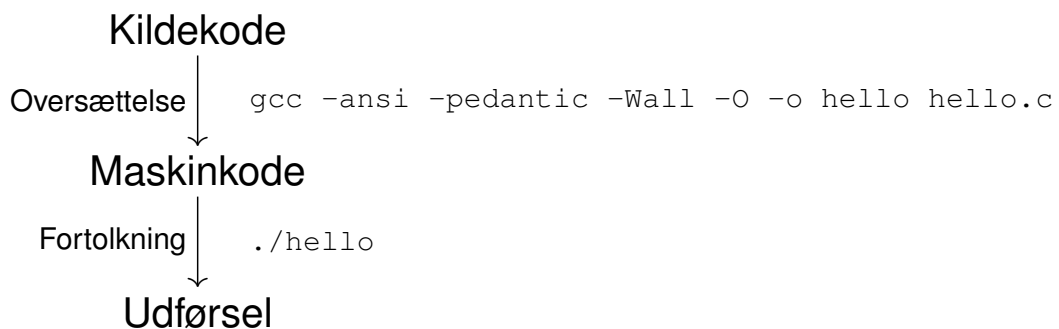 Kildekode
Oversættelse gcc -ansi -pedantic -Wall -O -o hello hello.c
Maskinkode
Fortolkning ./hello
Udførsel